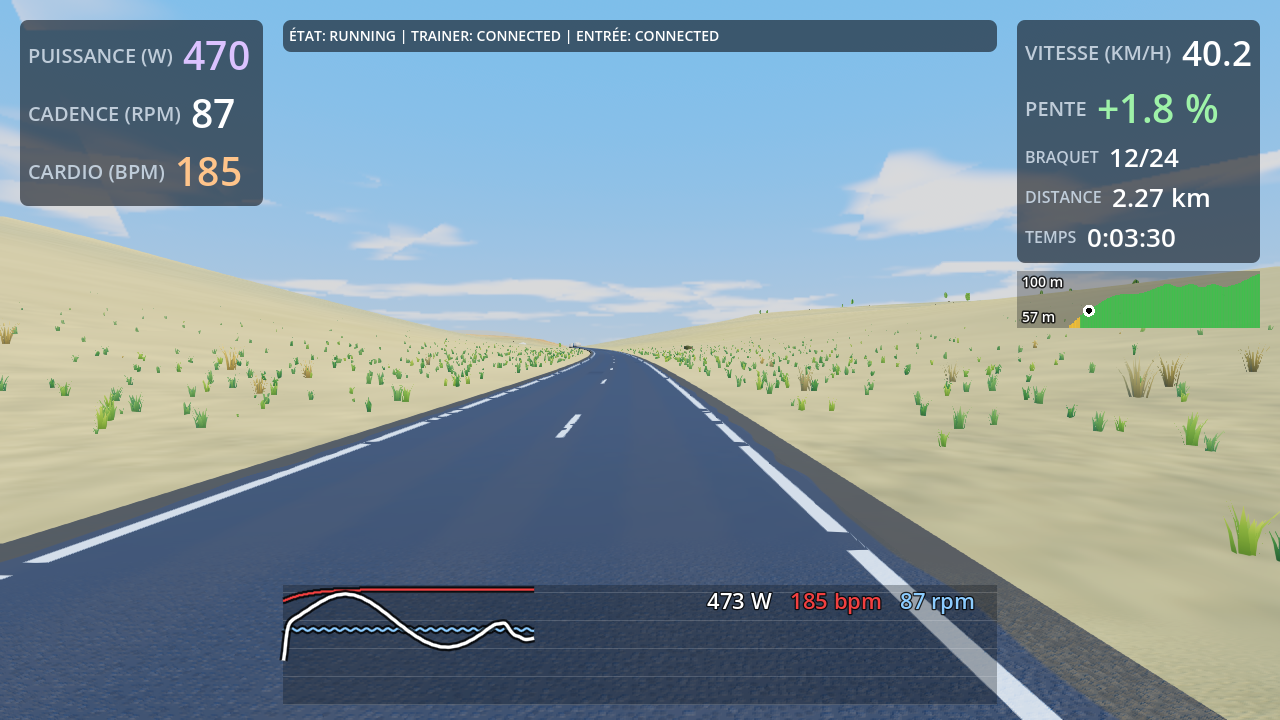 PUISSANCE (W) 470
CADENCE (RPM) 87
CARDIO (BPM) 185
ÉTAT: RUNNING | TRAINER: CONNECTED | ENTRÉE: CONNECTED
VITESSE (KM/H) 40.2
PENTE +1.8 %
BRAQUET 12/24
DISTANCE 2.27 km
TEMPS 0:03:30
100 m
57 m
473 W 185 bpm 87 rpm